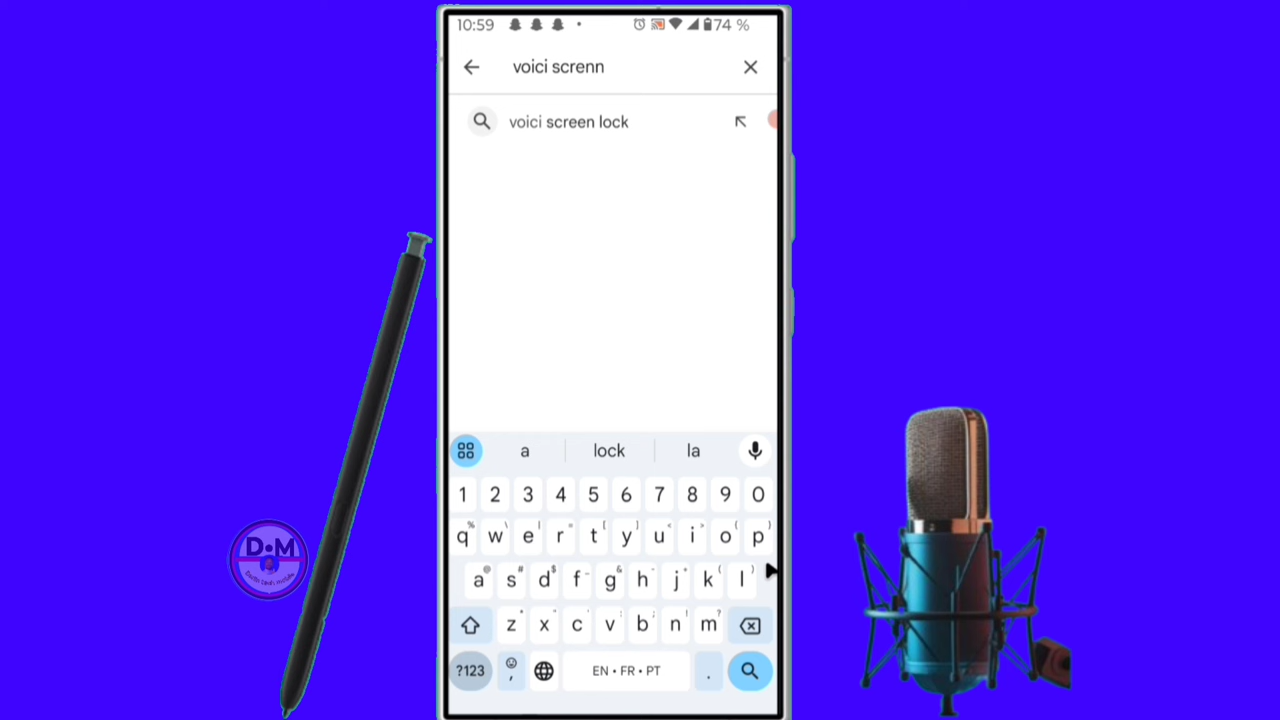 10:59 74 %
voici screnn
voici screen lock
a lock la
1 2 3 4 5 6 7 8 9 0
q w e r t y u i o p
a s d f g h j k l
z x c v b n m
?123 , EN • FR • PT .
D•M